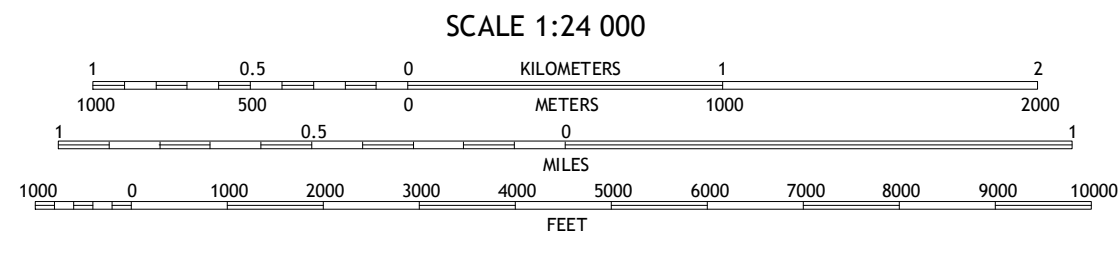 SCALE 1:24 000
1 0.5 0 KILOMETERS 1 2
1000 500 0 METERS 1000 2000
1 0.5 0 1
MILES
1000 0 1000 2000 3000 4000 5000 6000 7000 8000 9000 10000
FEET